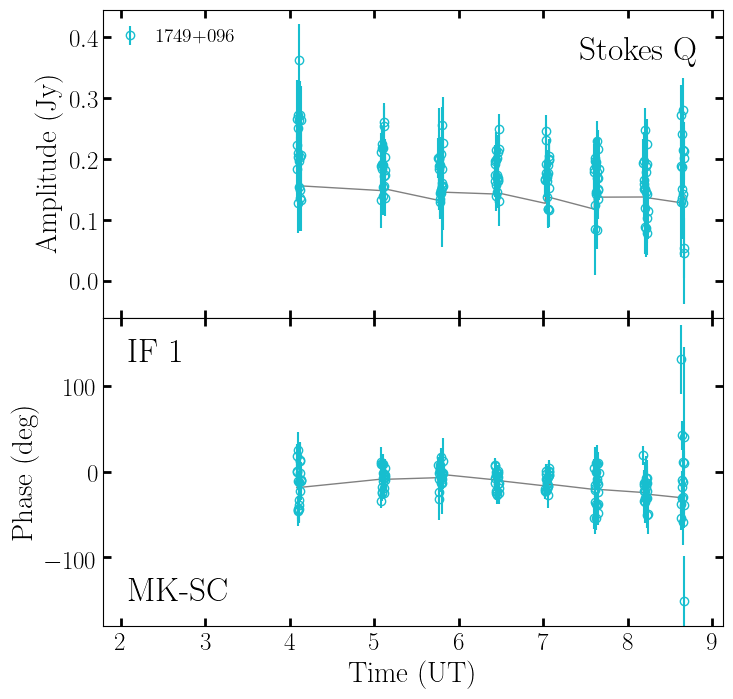 1749+096
Stokes Q
0.4
0.3
0.2
0.1
0.0
Amplitude (Jy)
IF 1
100
0
−100
Phase (deg)
MK-SC
2 3 4 5 6 7 8 9
Time (UT)